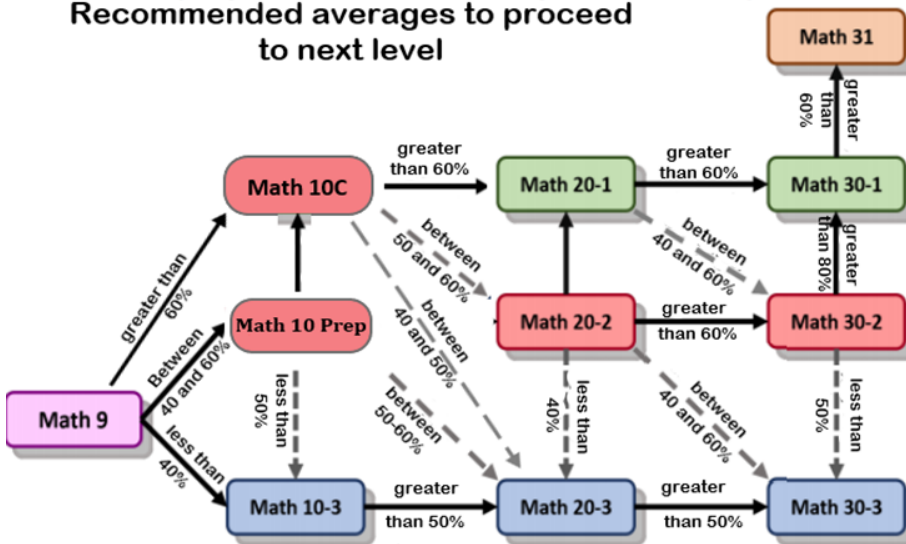 Recommended averages to proceed
to next level
Math 31
greater
than
60%
Math 10C
greater
than 60%
Math 20-1
greater
than 60%
Math 30-1
greater than
60%
between
50 and 60%
between
40 and 50%
between
40 and 60%
greater
than 80%
Math 10 Prep
Between
40 and 60%
Math 20-2
greater
than 60%
Math 30-2
Math 9
less than
40%
less than
50%
between
50-60%
less than
40%
between
40 and 60%
less than
50%
Math 10-3
greater
than 50%
Math 20-3
greater
than 50%
Math 30-3